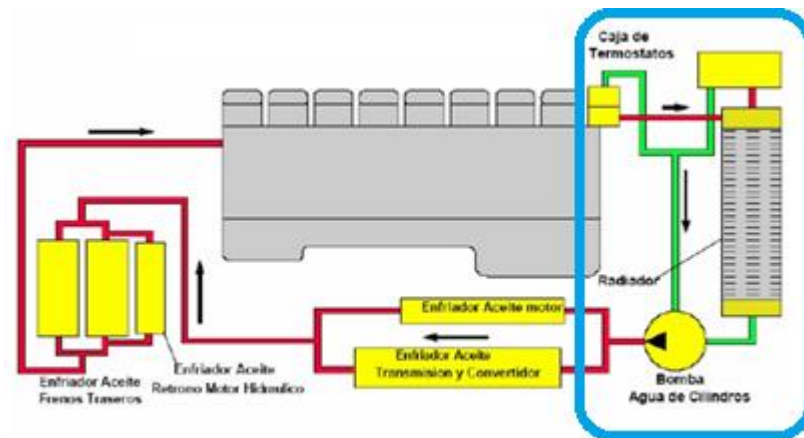 Caja de
Termostatos
Radiador
Enfriador Aceite motor
Enfriador Aceite
Transmision y Convertidor
Bomba
Agua de Cilindros
Enfriador Aceite
Frenos Traseros
Enfriador Aceite
Retrono Motor Hidraulico